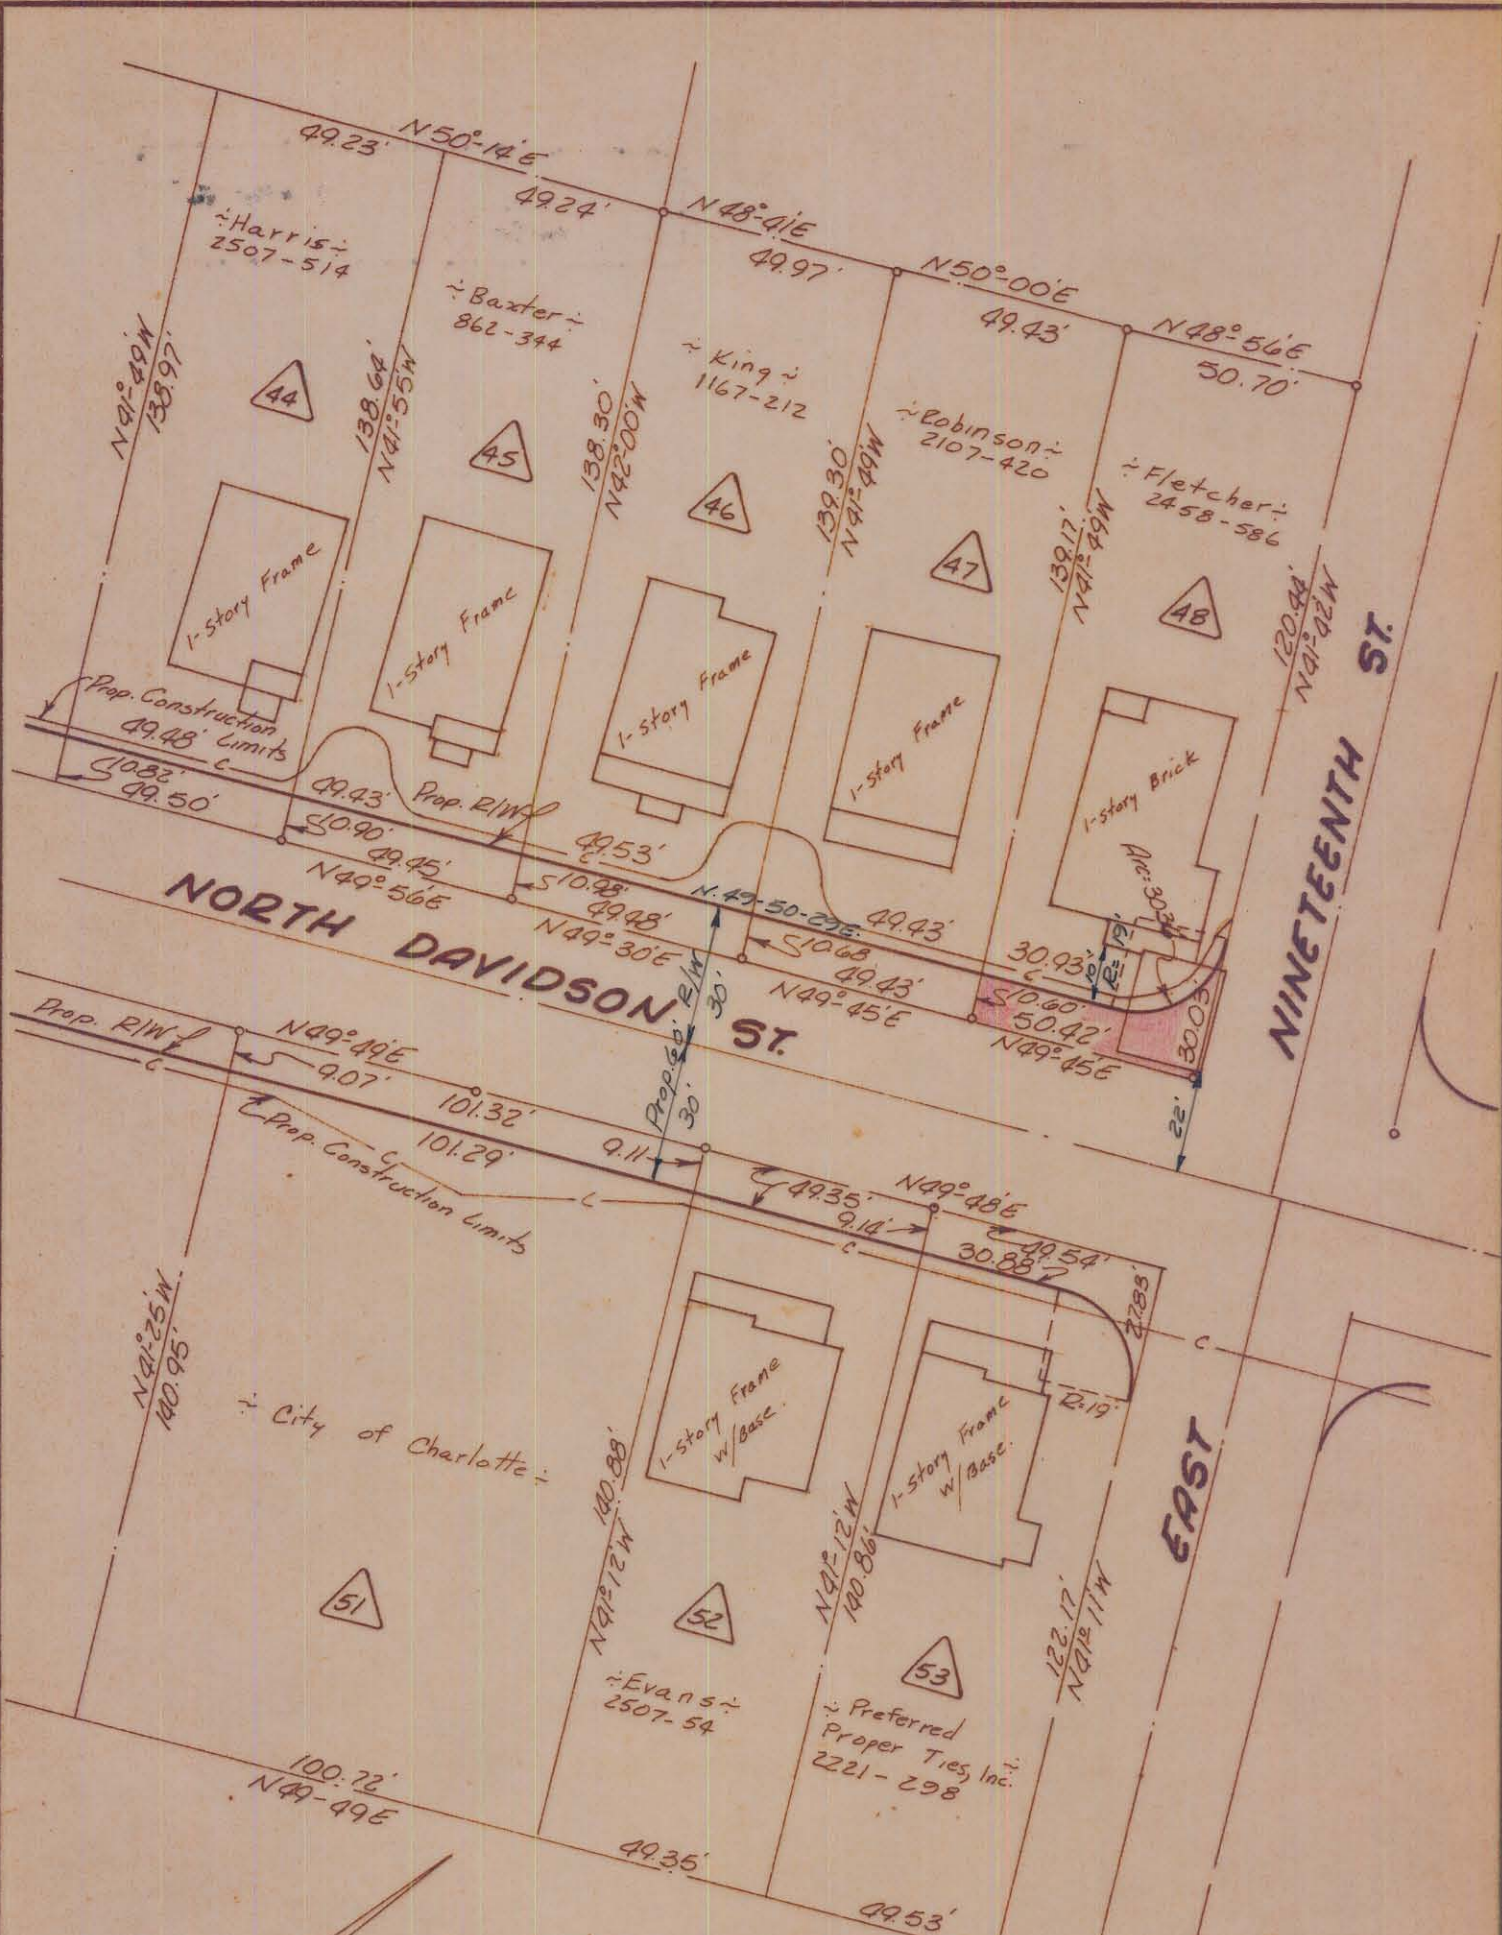 49.23' N50°-14'E
49.24'
N48°-41'E
49.97'
N50°-00'E
49.43'
N48°-56'E
50.70'
÷Harris÷
2507-514
÷Baxter÷
862-344
÷King÷
1167-212
÷Robinson÷
2107-420
÷Fletcher÷
2458-586
N41°-49'W
138.97'
44
138.64'
N41°-55'W
45
138.30'
N42°-00'W
46
139.30'
N41°-49'W
47
139.17'
N41°-49'W
48
120.44'
N41°-42'W
1-Story Frame
1-Story Frame
1-Story Frame
1-Story Frame
1-Story Brick
Prop. Construction
Limits
49.48'
C
10.82'
49.50'
49.43'
Prop. R/W
10.90'
49.45'
N49°-56'E
49.53'
C
10.98'
49.48'
N49°-30'E
N.49-50-29E.
49.43'
10.68'
49.43'
N49°-45'E
30.93'
C
10'
R=19'
10.60'
50.42'
N49°-45'E
30.03'
22'
NINETEENTH ST.
NORTH DAVIDSON ST.
Prop. 60' R/W
30'
30'
Prop. R/W
C
N49°-49'E
9.07'
101.32'
101.29'
Prop. Construction Limits
C
C
9.11
49.35'
9.14'
C
N49°-48'E
49.54'
30.88'
27.83'
C
R=19'
N41°-25'W
140.95'
÷ City of Charlotte ÷
1-Story Frame
W/Base.
1-Story Frame
W/Base.
140.88'
N41°-12'W
N41°-12'W
140.86'
122.17'
N41°-11'W
EAST
51
52
53
÷Evans÷
2507-54
÷ Preferred
Proper Ties, Inc.÷
2221-298
100.72'
N49-49E
49.35'
49.53'